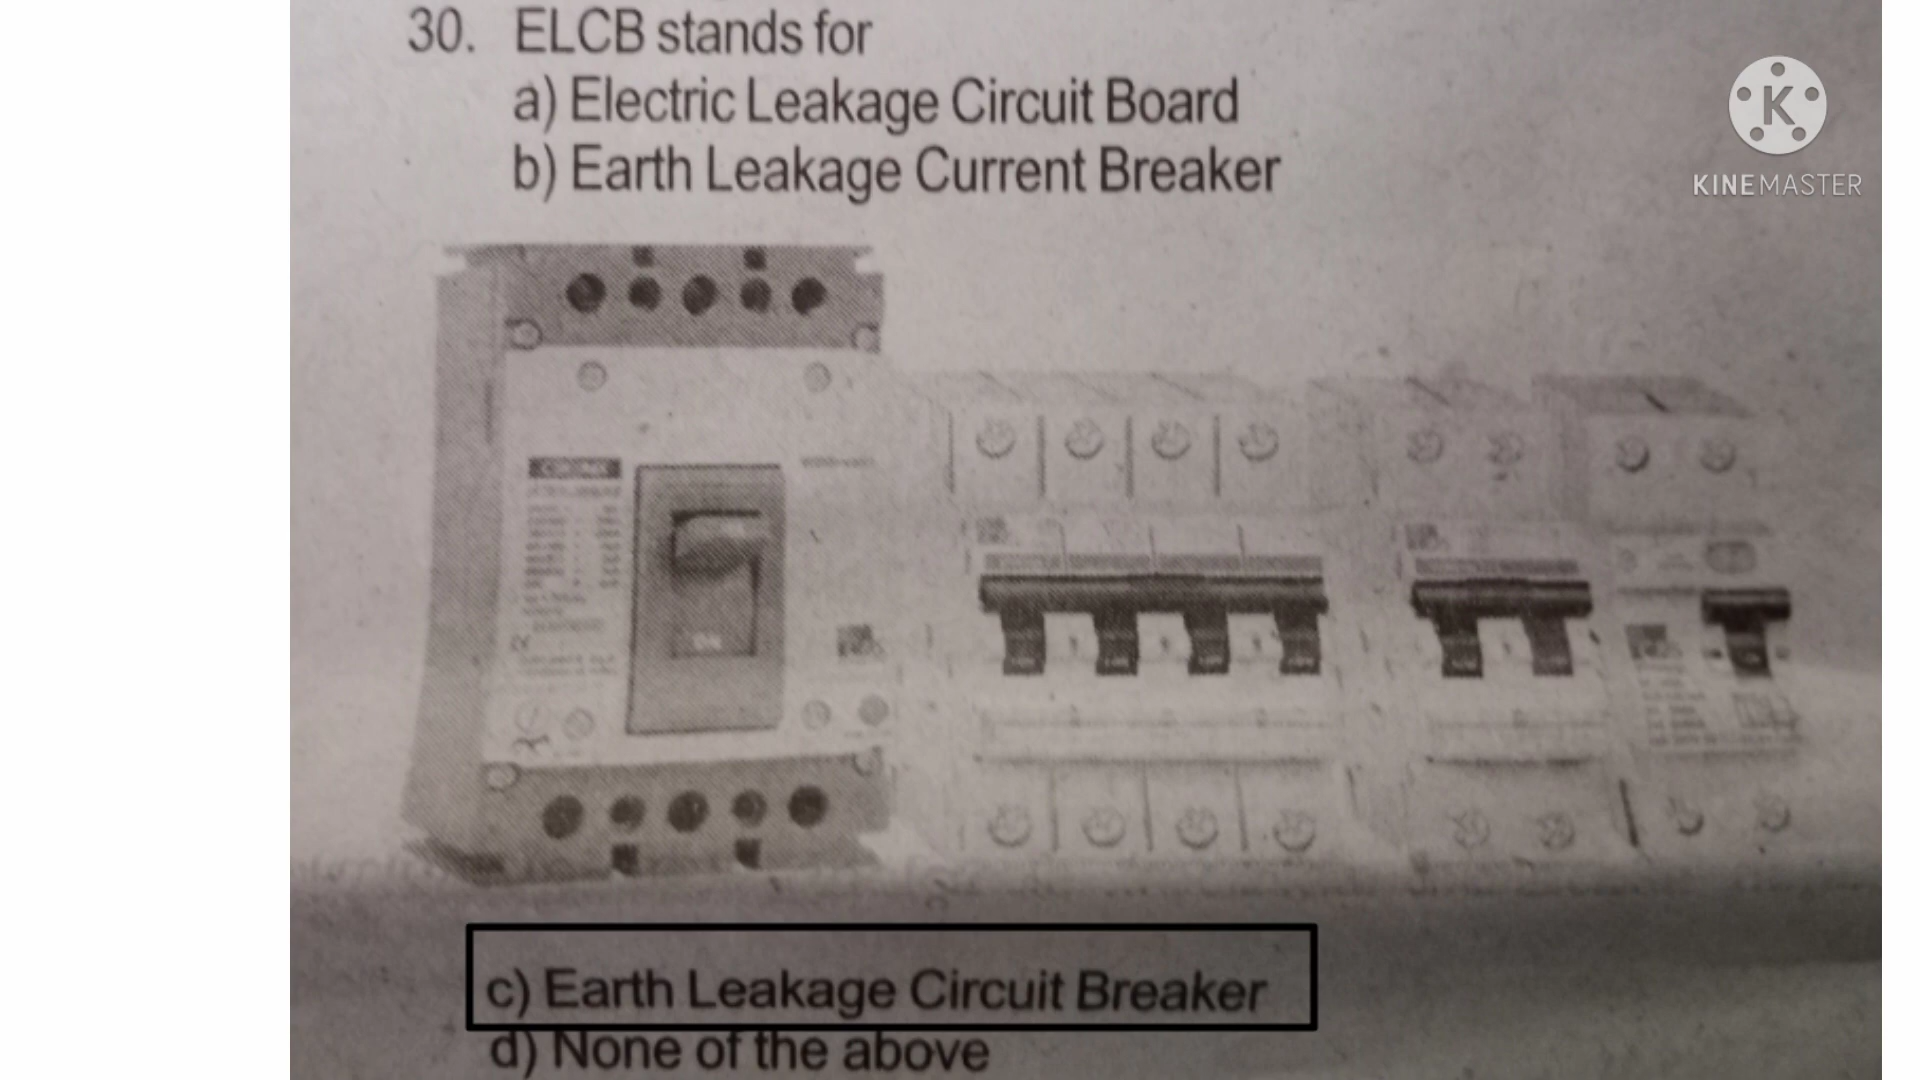 30. ELCB stands for
a) Electric Leakage Circuit Board
b) Earth Leakage Current Breaker
K
KINEMASTER
ON
c) Earth Leakage Circuit Breaker
d) None of the above